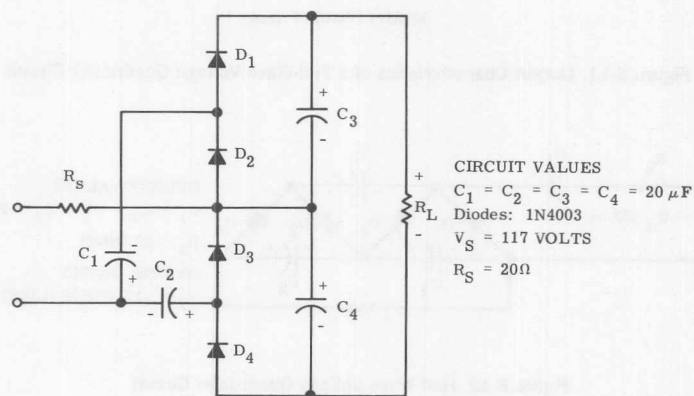 D1
+
C3
-
D2
RS
CIRCUIT VALUES
C1 = C2 = C3 = C4 = 20 μF
Diodes: 1N4003
VS = 117 VOLTS
RS = 20Ω
+
RL
-
D3
C1
-
+
C2
-
+
+
C4
-
D4